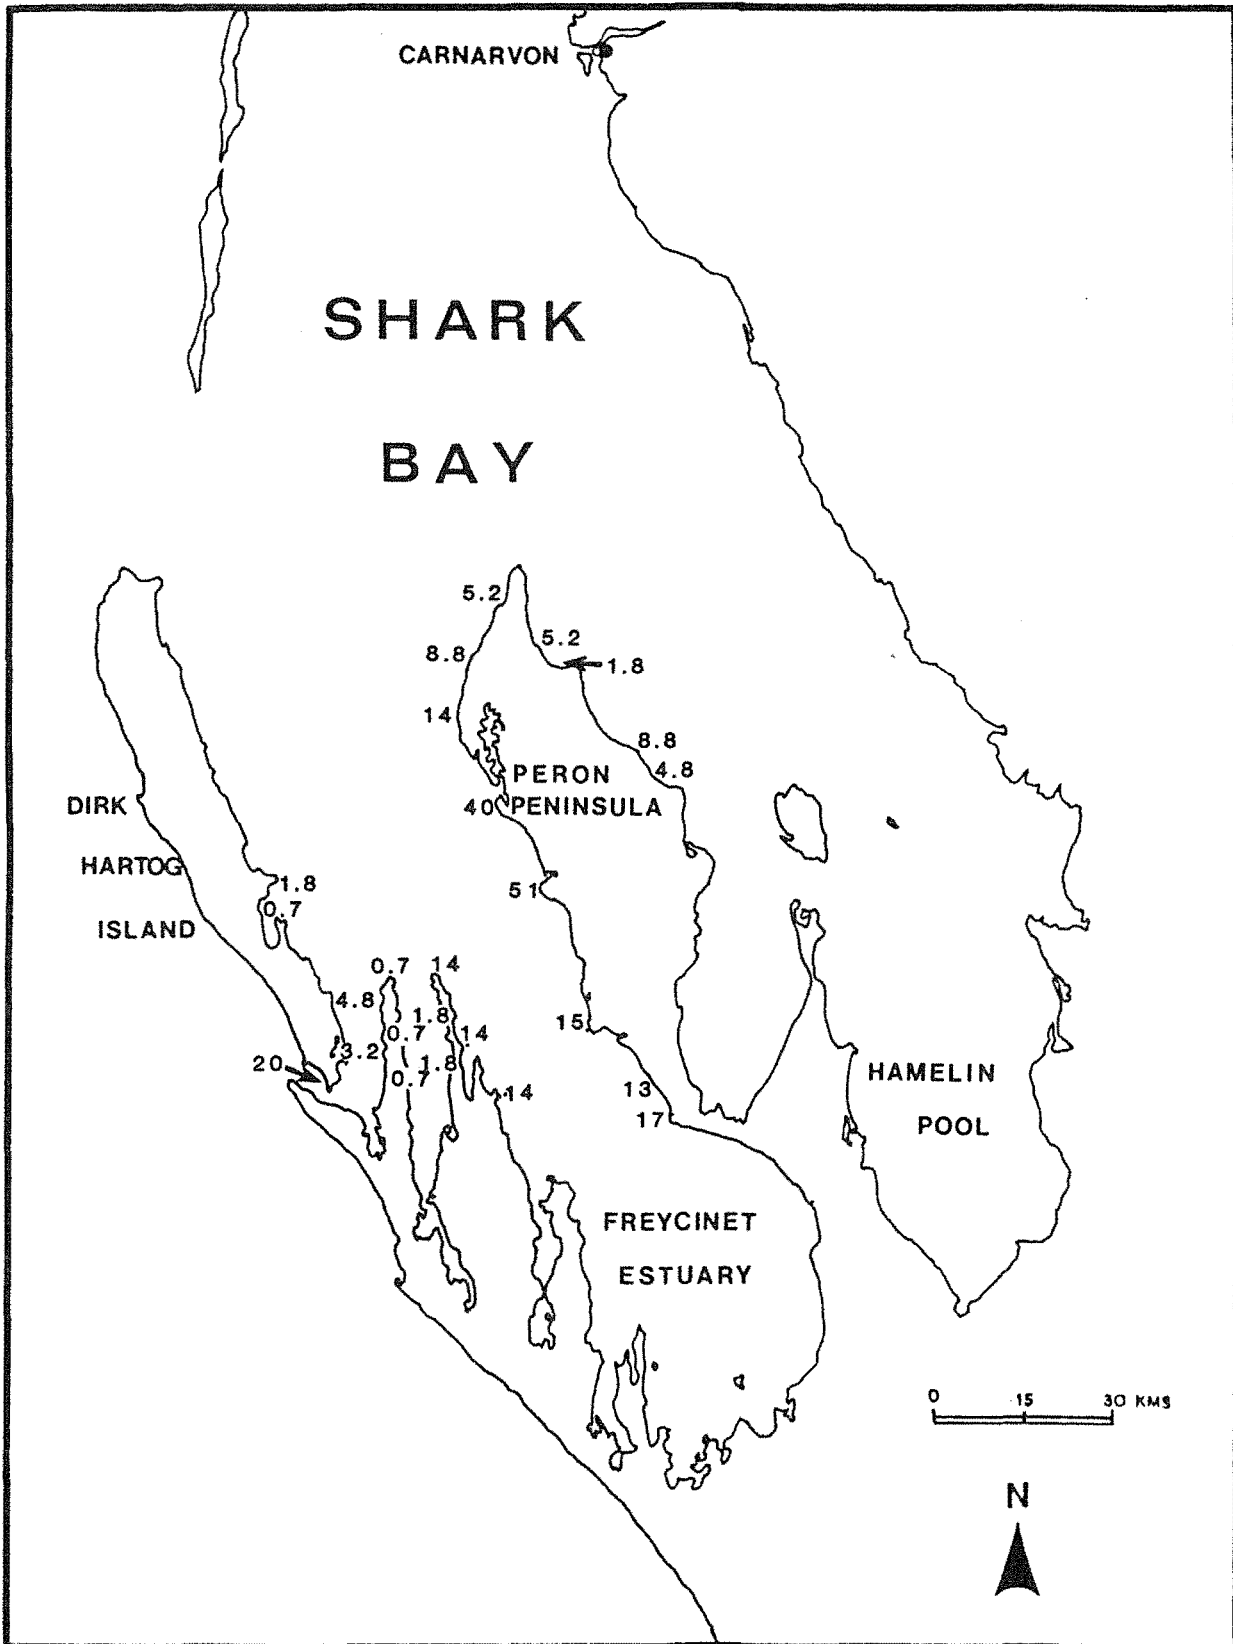 CARNARVON
SHARK
BAY
5.2
5.2
8.8
1.8
14
8.8
4.8
PERON
40 PENINSULA
DIRK
HARTOG
1.8
51
0.7
ISLAND
0.7 14
4.8
1.8
15
0.7 14
3.2
20
1.8
0.7
14
13
17
HAMELIN
POOL
FREYCINET
ESTUARY
0 15 30 KMS
N